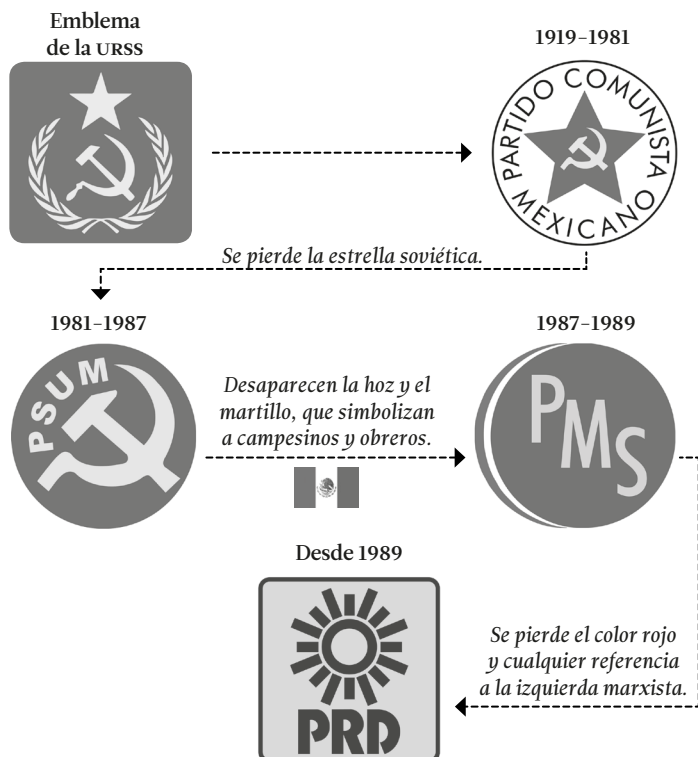 Emblema
de la URSS
1919–1981
PARTIDO COMUNISTA
MEXICANO
Se pierde la estrella soviética.
1981–1987
PSUM
Desaparecen la hoz y el
martillo, que simbolizan
a campesinos y obreros.
1987–1989
PMS
Desde 1989
PRD
Se pierde el color rojo
y cualquier referencia
a la izquierda marxista.